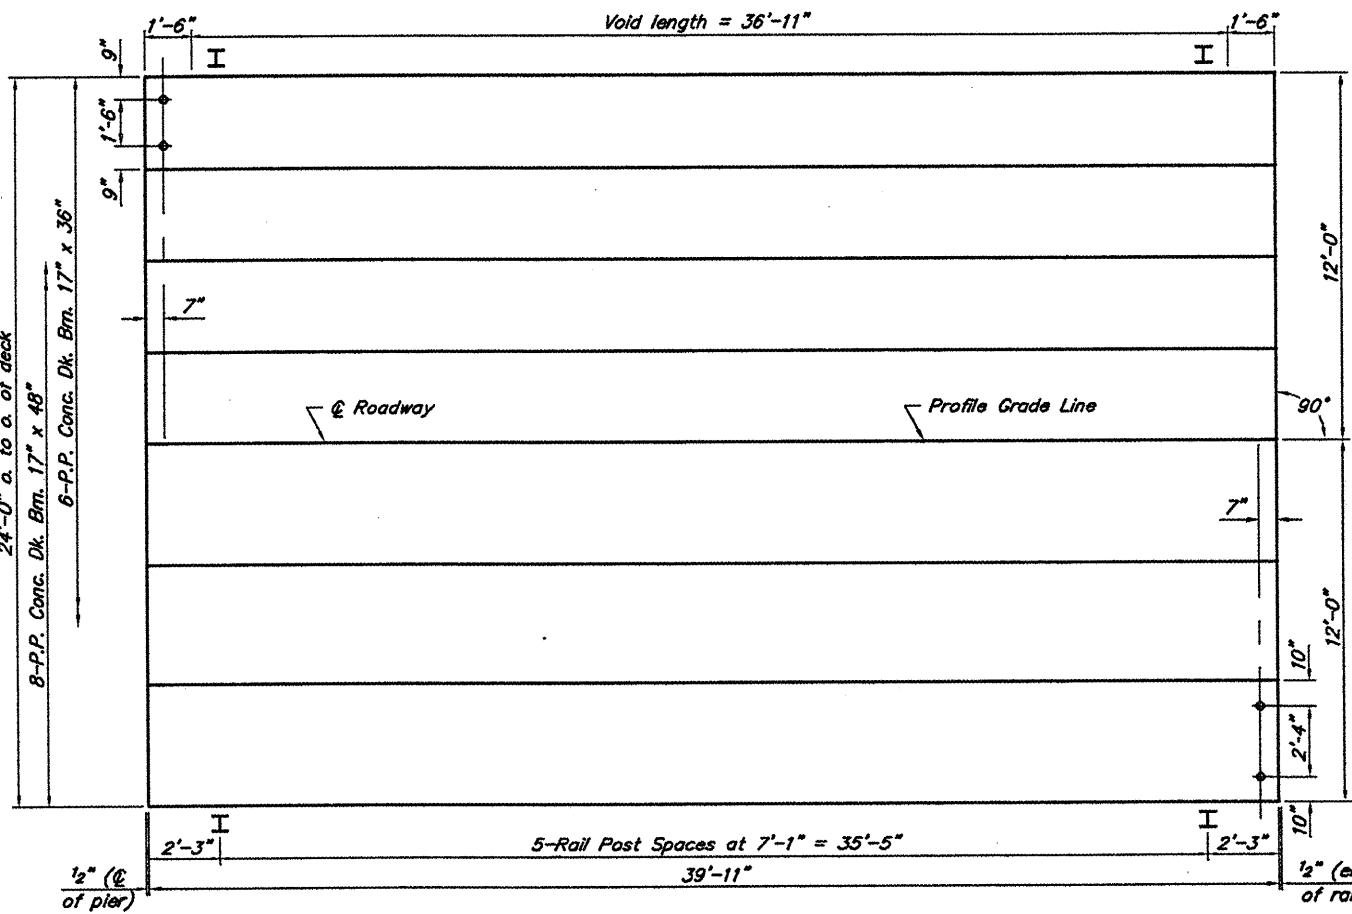 1'-6"
Void length = 36'-11"
1'-6"
9"
1'-6"
9"
24'-0" o. to o. of deck
8-P.P. Conc. Dk. Bm. 17" x 48"
6-P.P. Conc. Dk. Bm. 17" x 36"
7"
12'-0"
℄ Roadway
Profile Grade Line
90°
7"
12'-0"
10"
2'-4"
10"
2'-3"
5-Rail Post Spaces at 7'-1" = 35'-5"
2'-3"
39'-11"
½" (℄
of pier)
½" (e
of ra